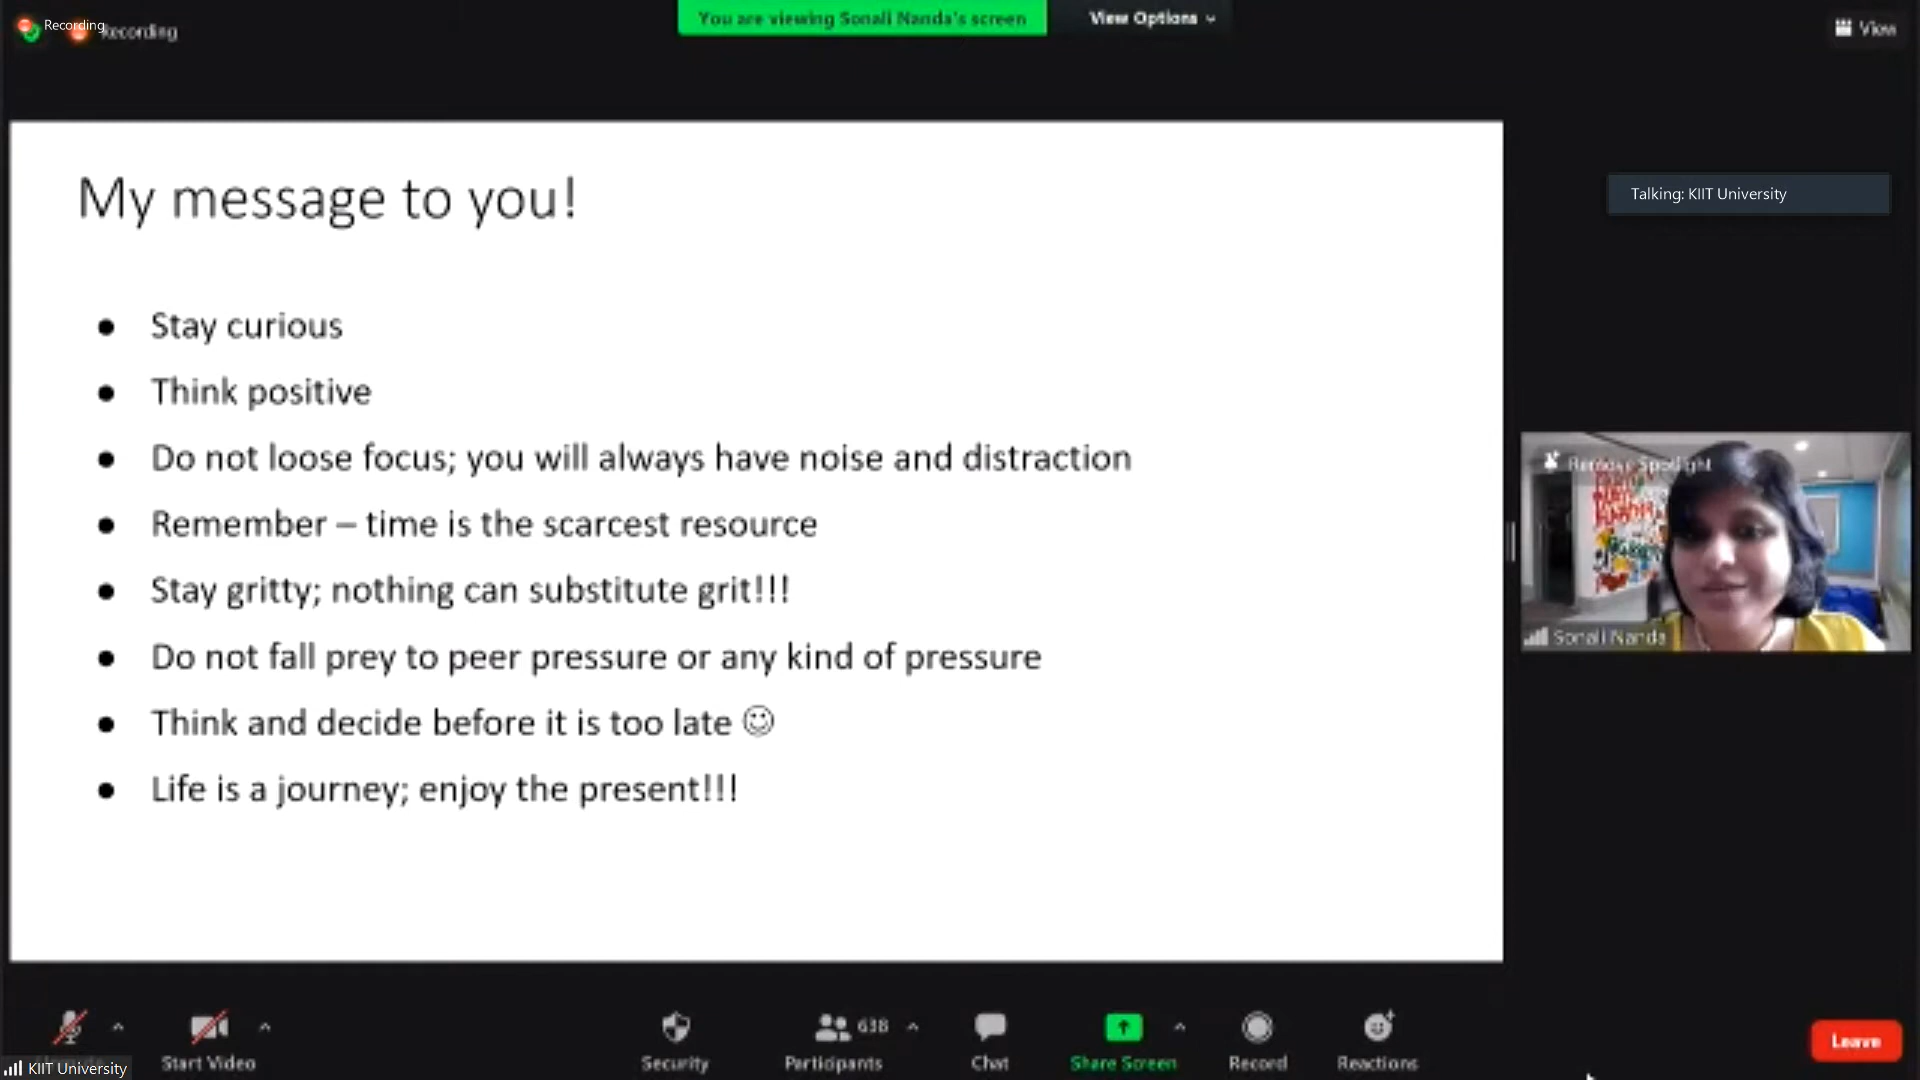 Recording
Recording
You are viewing Sonali Nanda's screen
View Options
View
My message to you!
Talking: KIIT University
● Stay curious
● Think positive
● Do not loose focus; you will always have noise and distraction
● Remember – time is the scarcest resource
● Stay gritty; nothing can substitute grit!!!
● Do not fall prey to peer pressure or any kind of pressure
● Think and decide before it is too late ☺
● Life is a journey; enjoy the present!!!
Remove Spotlight
Sonali Nanda
638
Start Video
Security
Participants
Chat
Share Screen
Record
Reactions
Leave
KIIT University